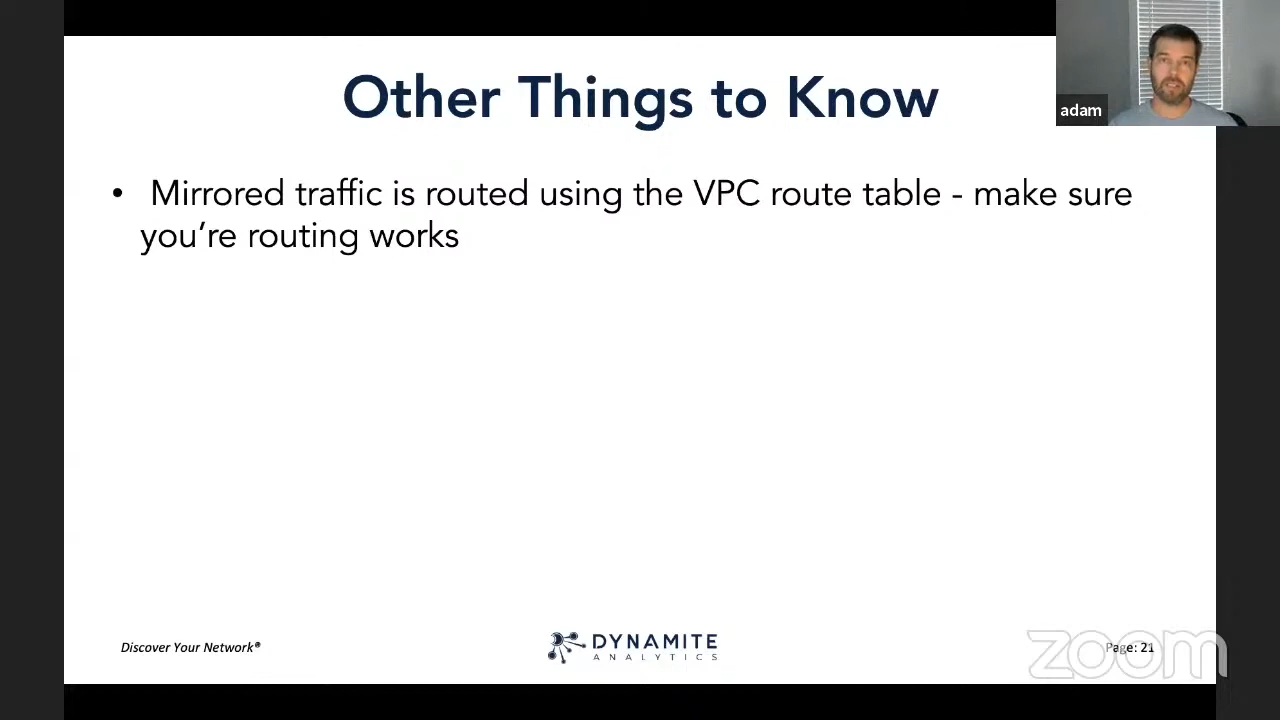 Other Things to Know
adam
• Mirrored traffic is routed using the VPC route table - make sure
you’re routing works
Discover Your Network®
DYNAMITE
ANALYTICS
Page: 21
zoom